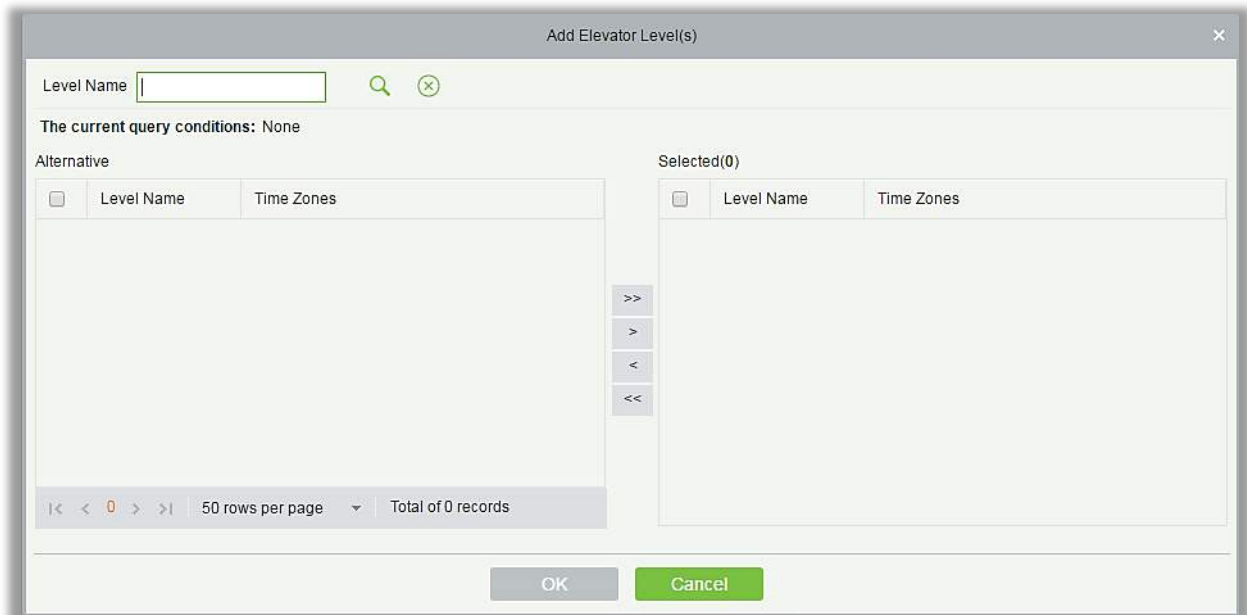 Add Elevator Level(s) ×
Level Name
The current query conditions: None
Alternative
Selected(0)
Level Name Time Zones
Level Name Time Zones
>>
>
<
<<
|< < 0 > >| 50 rows per page Total of 0 records
OK Cancel